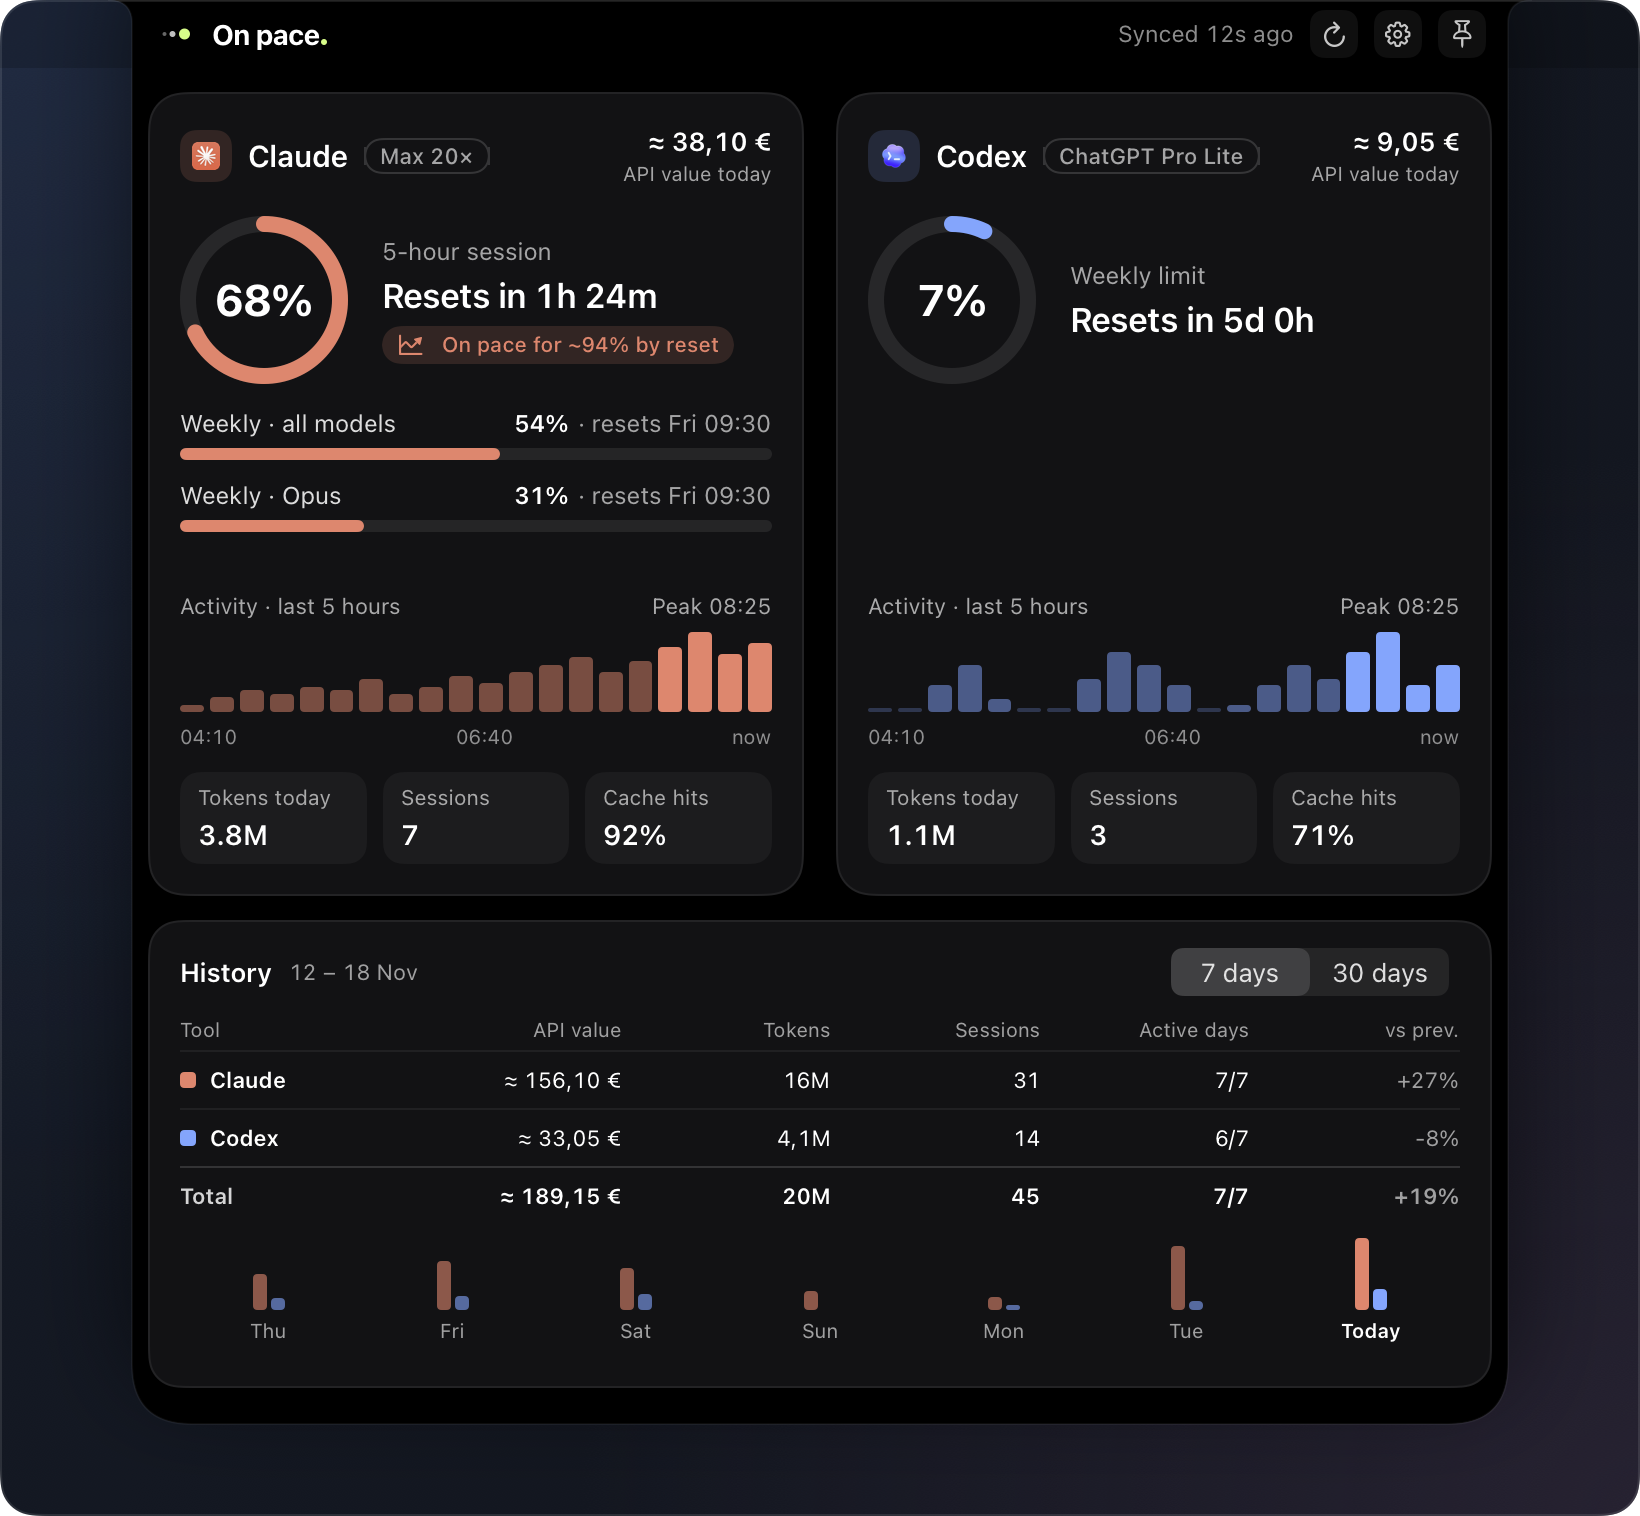 On pace.
Synced 12s ago
Claude Max 20×
≈ 38,10 €
API value today
68%
5-hour session
Resets in 1h 24m
On pace for ~94% by reset
Weekly · all models 54% · resets Fri 09:30
Weekly · Opus 31% · resets Fri 09:30
Activity · last 5 hours Peak 08:25
04:10 06:40 now
Tokens today Sessions Cache hits
3.8M 7 92%
Codex ChatGPT Pro Lite
≈ 9,05 €
API value today
7%
Weekly limit
Resets in 5d 0h
Activity · last 5 hours Peak 08:25
04:10 06:40 now
Tokens today Sessions Cache hits
1.1M 3 71%
History 12 – 18 Nov 7 days 30 days
Tool API value Tokens Sessions Active days vs prev.
Claude ≈ 156,10 € 16M 31 7/7 +27%
Codex ≈ 33,05 € 4,1M 14 6/7 -8%
Total ≈ 189,15 € 20M 45 7/7 +19%
Thu Fri Sat Sun Mon Tue Today